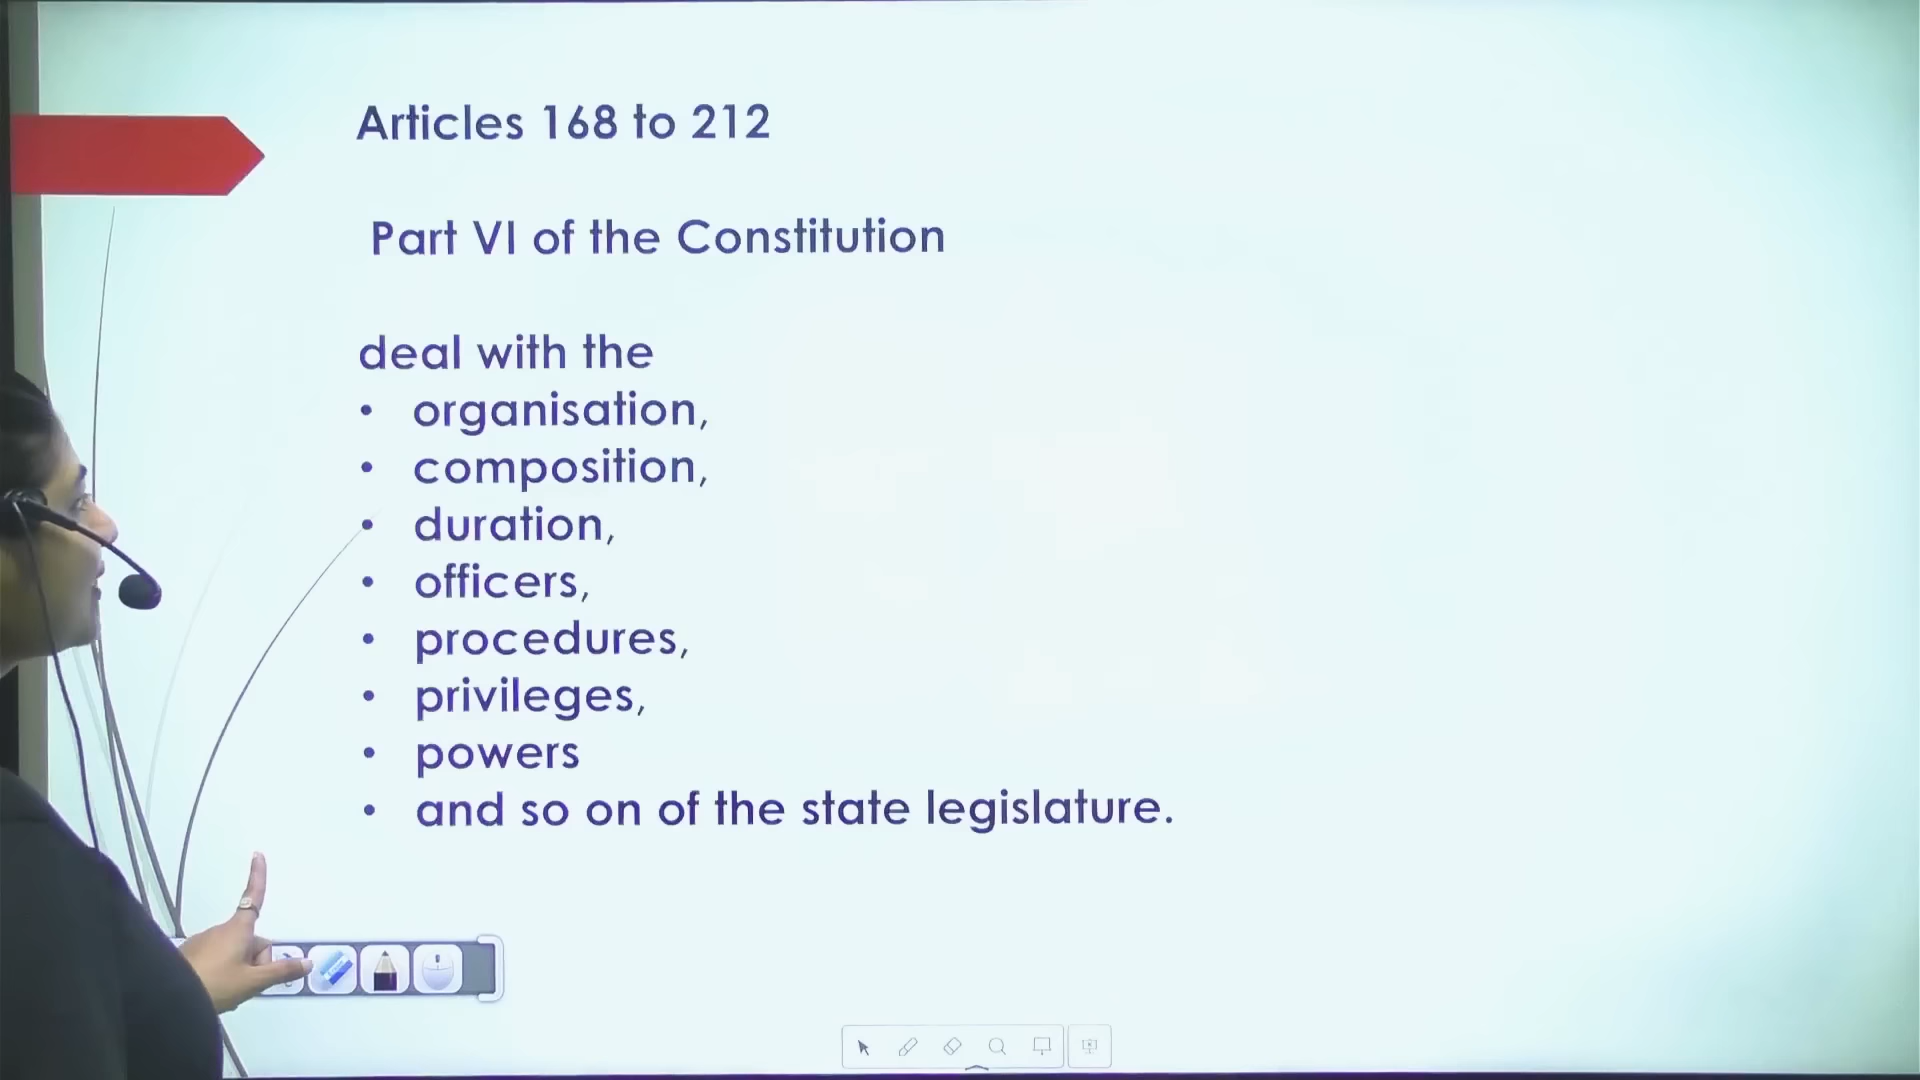 Articles 168 to 212
Part VI of the Constitution
deal with the
• organisation,
• composition,
• duration,
• officers,
• procedures,
• privileges,
• powers
• and so on of the state legislature.